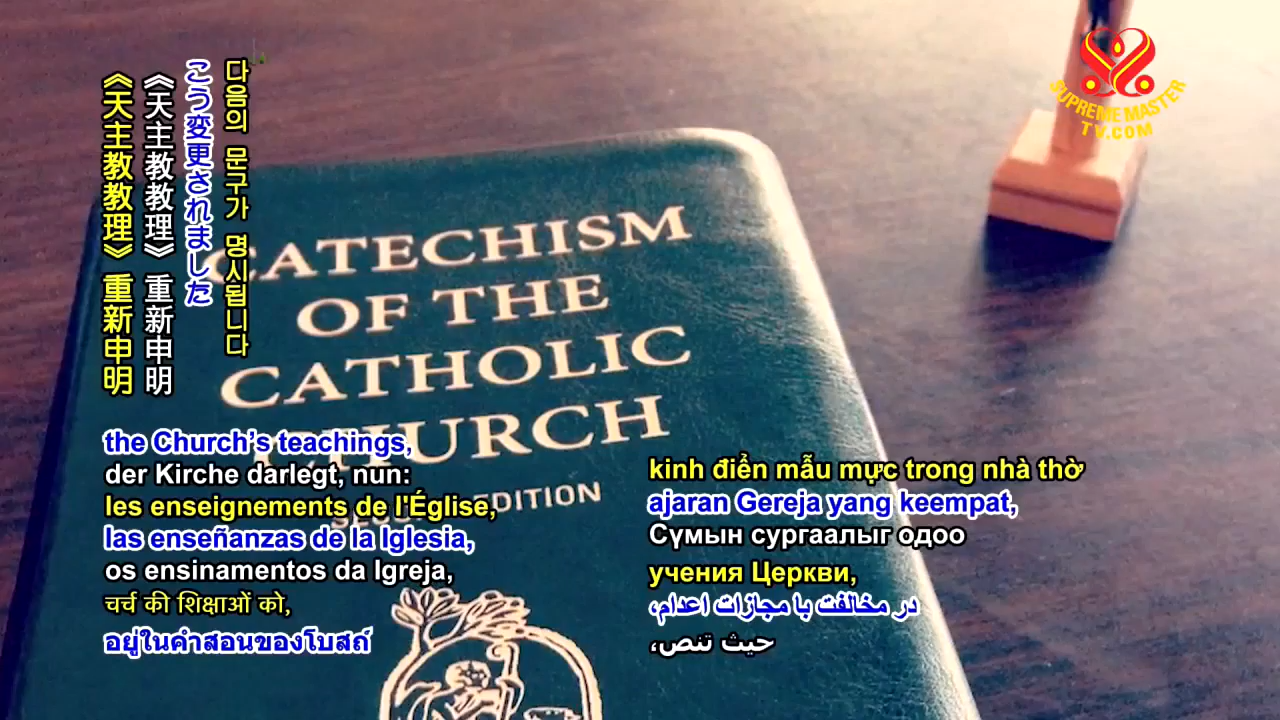 다음의 문구가 명시됩니다
こう変更されました
《天主教教理》重新申明
《天主教教理》重新申明
SUPREME MASTER
TV.COM
CATECHISM
OF THE
CATHOLIC
CHURCH
SECOND EDITION
the Church's teachings,
der Kirche darlegt, nun:
les enseignements de l'Église,
las enseñanzas de la Iglesia,
os ensinamentos da Igreja,
चर्च की शिक्षाओं को,
อยู่ในคำสอนของโบสถ์
kinh điển mẫu mực trong nhà thờ
ajaran Gereja yang keempat,
Сүмын сургаалыг одоо
учения Церкви,
در مخالفت با مجازات اعدام،
حيث تنص،